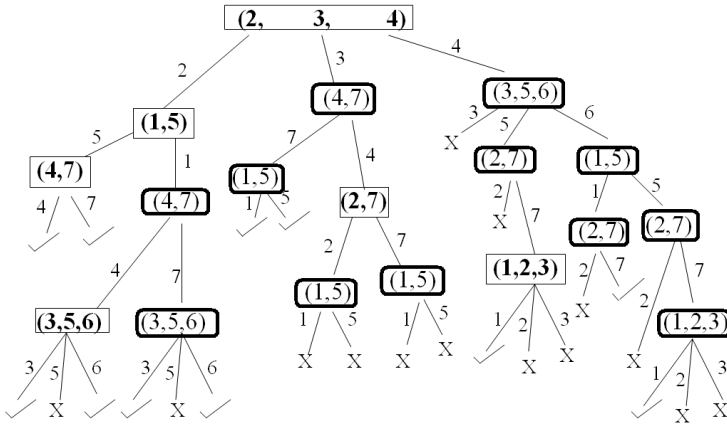 (2, 3, 4)
2 3 4
(4,7) (3,5,6)
(1,5) 3 5 6
5 1 7 4
(4,7) (1,5) (2,7) (1,5)
4 7 (4,7) 1 5 (2,7) 2 7 1 5
X X (2,7) (2,7)
4 7 2 7 (1,2,3) 2 7 2 7
(1,5) (1,5) X
(3,5,6) (3,5,6) 1 5 1 5 1 2 3 (1,2,3)
3 5 6 3 5 6 X X X X X X X 1 2 3
X X X X